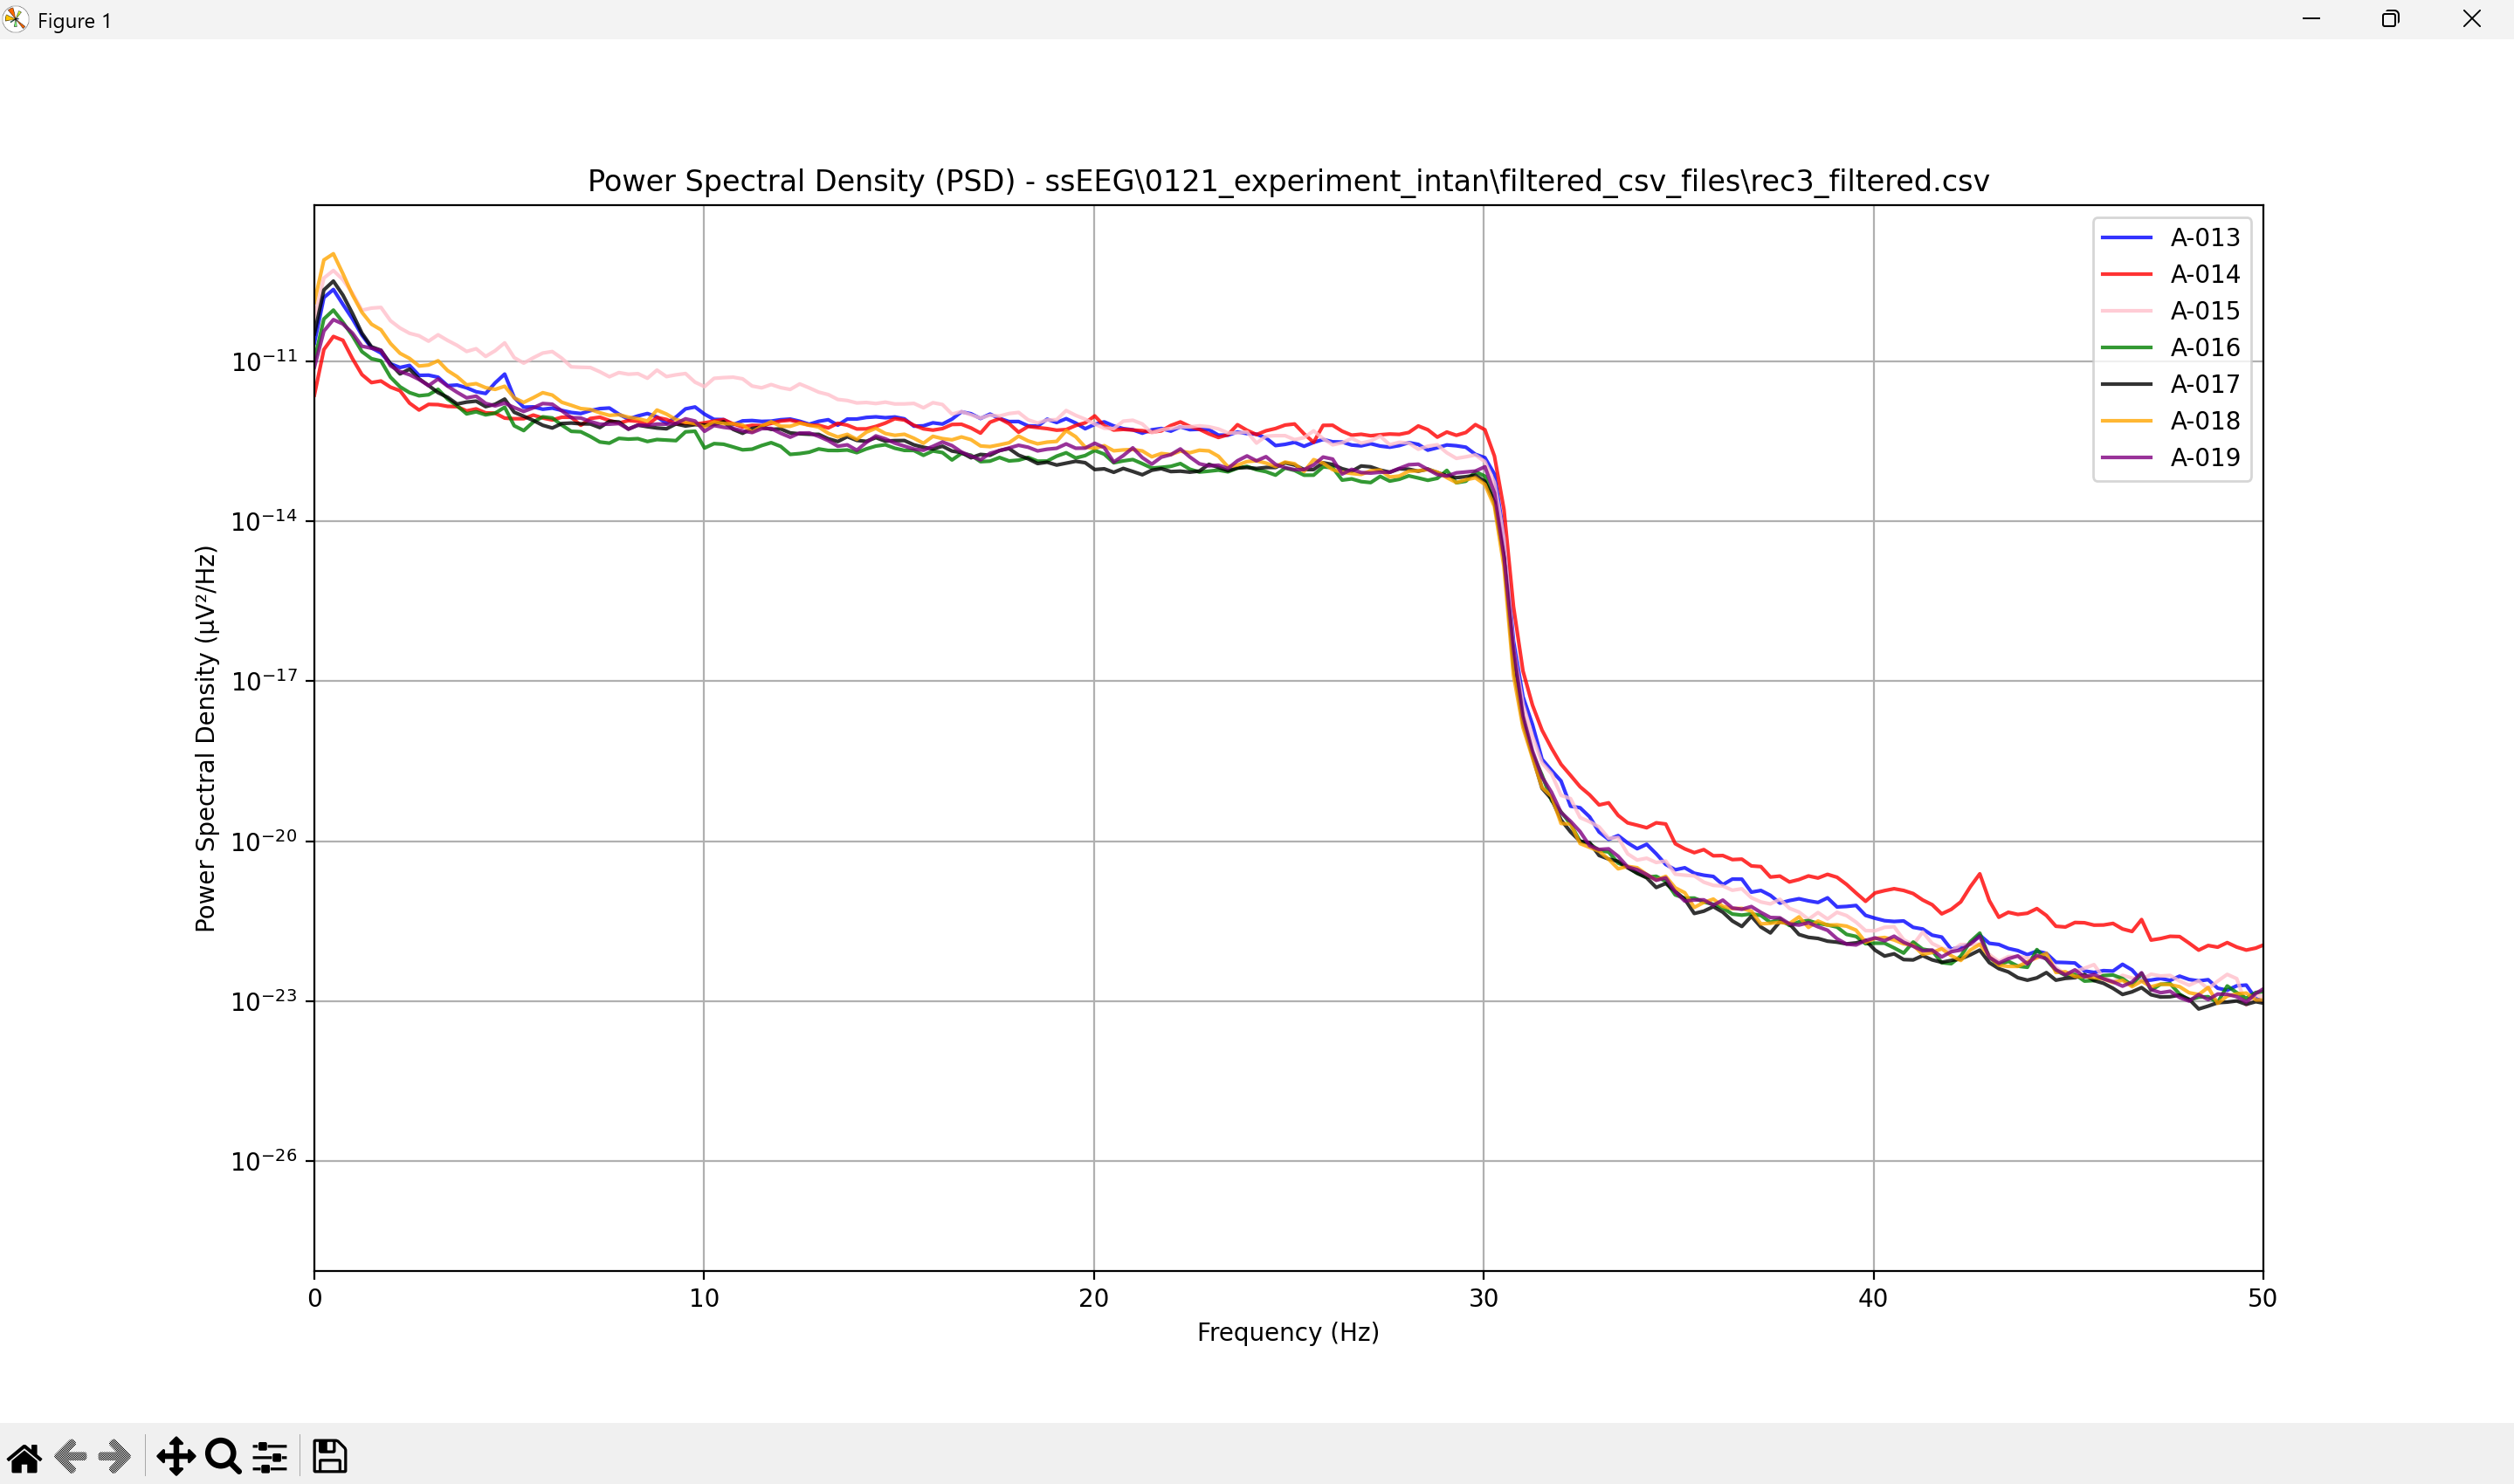 Figure 1
Power Spectral Density (PSD) - ssEEG\0121_experiment_intan\filtered_csv_files\rec3_filtered.csv
A-013
A-014
A-015
A-016
A-017
A-018
A-019
Power Spectral Density (µV²/Hz)
10⁻¹¹
10⁻¹⁴
10⁻¹⁷
10⁻²⁰
10⁻²³
10⁻²⁶
0 10 20 30 40 50
Frequency (Hz)